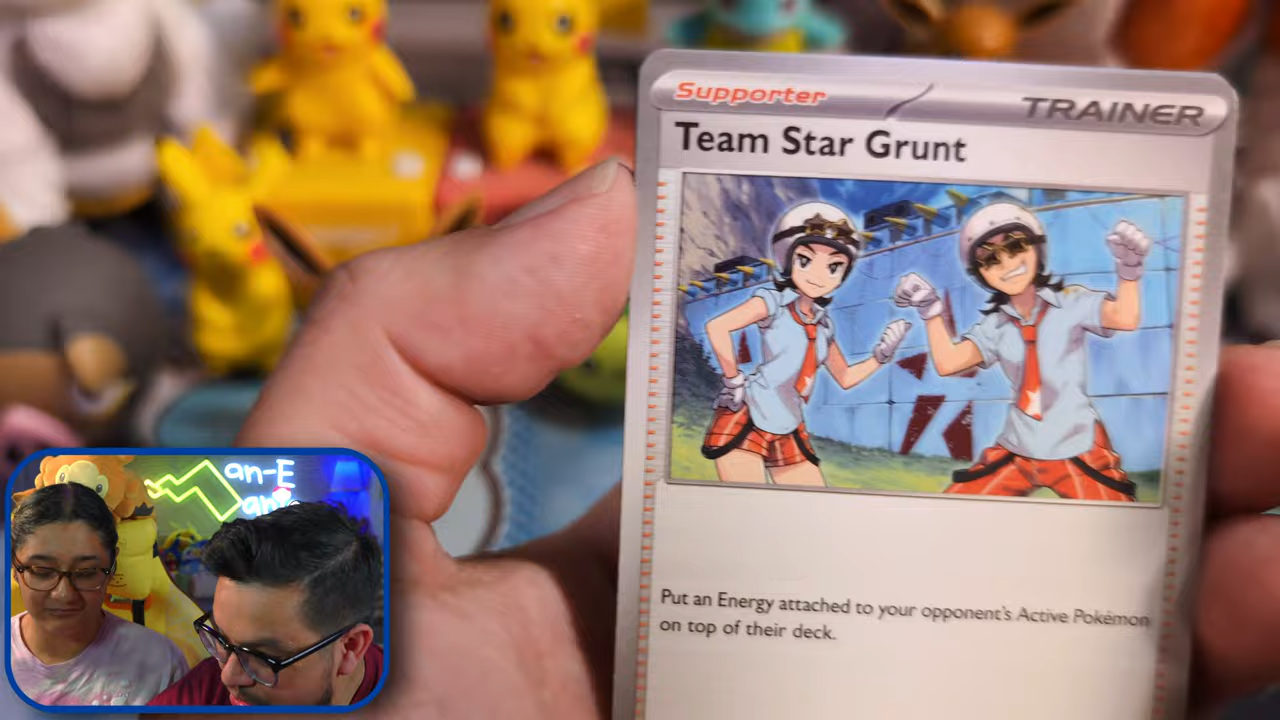 Supporter
TRAINER
Team Star Grunt
Put an Energy attached to your opponent's Active Pokémon
on top of their deck.
an-E